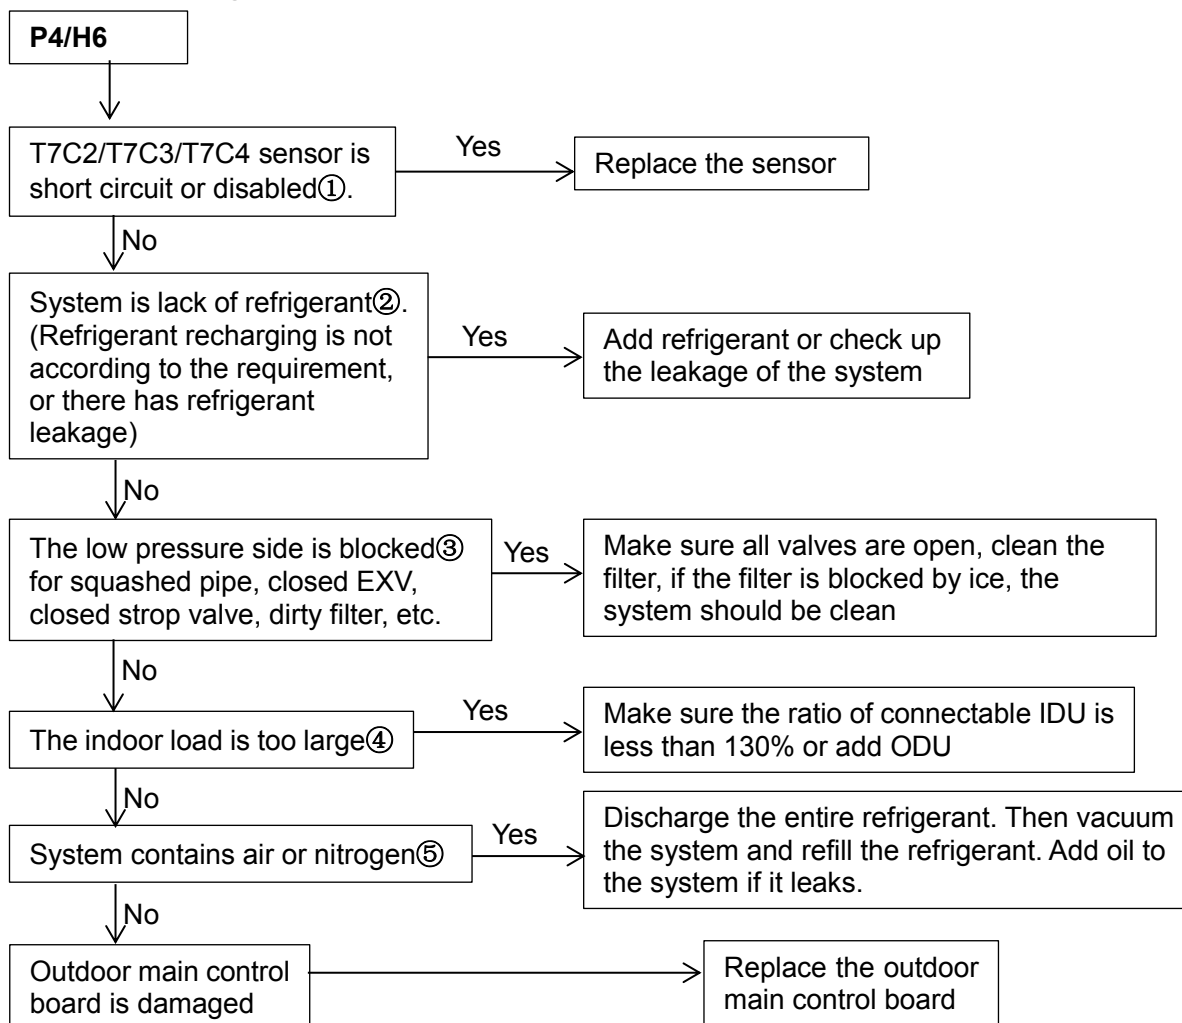 P4/H6
T7C2/T7C3/T7C4 sensor is
short circuit or disabled①.
Yes
Replace the sensor
No
System is lack of refrigerant②.
(Refrigerant recharging is not
according to the requirement,
or there has refrigerant
leakage)
Yes
Add refrigerant or check up
the leakage of the system
No
The low pressure side is blocked③
for squashed pipe, closed EXV,
closed strop valve, dirty filter, etc.
Yes
Make sure all valves are open, clean the
filter, if the filter is blocked by ice, the
system should be clean
No
The indoor load is too large④
Yes
Make sure the ratio of connectable IDU is
less than 130% or add ODU
No
System contains air or nitrogen⑤
Yes
Discharge the entire refrigerant. Then vacuum
the system and refill the refrigerant. Add oil to
the system if it leaks.
No
Outdoor main control
board is damaged
Replace the outdoor
main control board